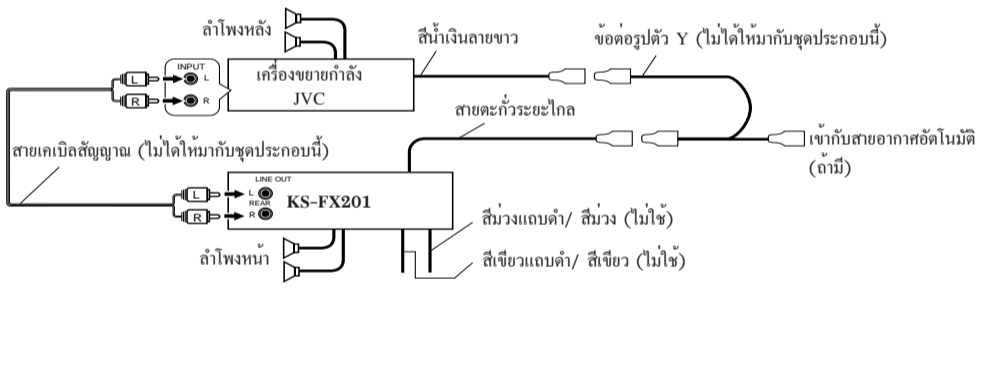 ลำโพงหลัง
สีน้ำเงินลายขาว
ข้อต่อรูปตัว Y (ไม่ได้ให้มากับชุดประกอบนี้)
INPUT
L
R
L
R
เครื่องขยายกำลัง
JVC
สายตะกั่วระยะไกล
เข้ากับสายอากาศอัตโนมัติ
(ถ้ามี)
สายเคเบิลสัญญาณ (ไม่ได้ให้มากับชุดประกอบนี้)
LINE OUT
L
REAR
R
L
R
KS-FX201
สีม่วงแถบดำ/ สีม่วง (ไม่ใช้)
ลำโพงหน้า
สีเขียวแถบดำ/ สีเขียว (ไม่ใช้)